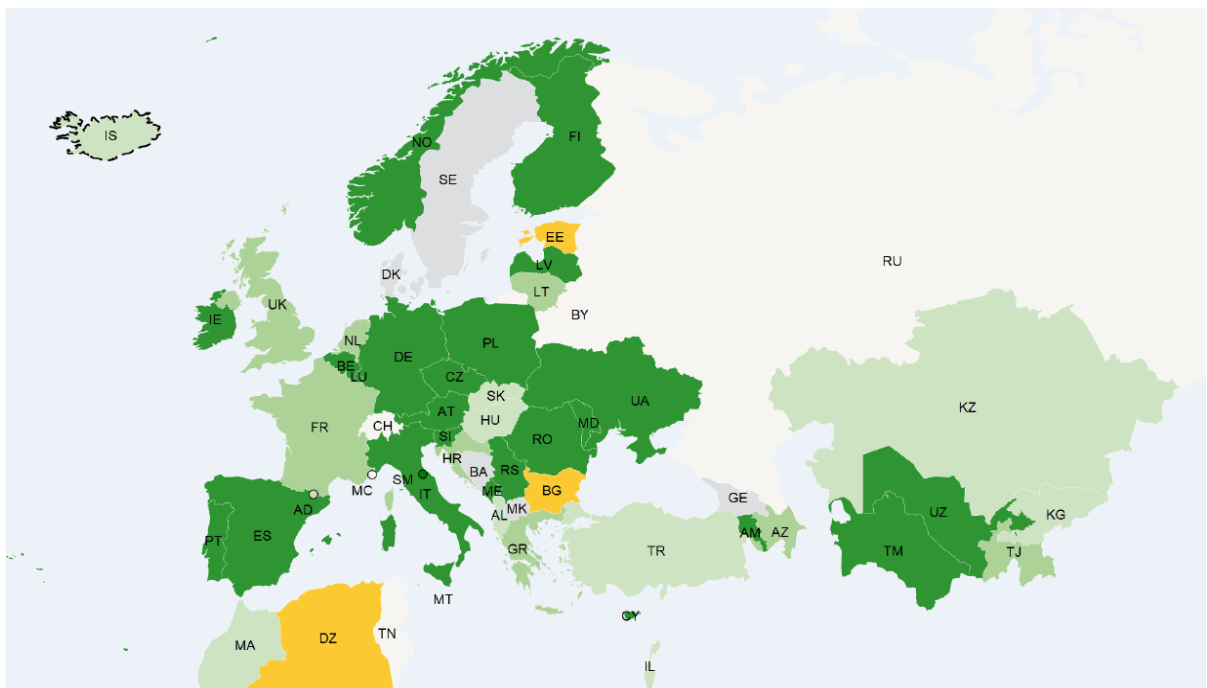 IS
NO
FI
SE
EE
RU
LV
DK
LT
UK
BY
IE
NL
PL
DE
BE
LU
CZ
SK
UA
KZ
AT
HU
MD
FR
CH
SI
RO
HR
BA
RS
SM
MC
IT
ME
BG
GE
AD
MK
AL
UZ
KG
ES
PT
AM
AZ
GR
TR
TM
TJ
MT
CY
DZ
TN
MA
IL